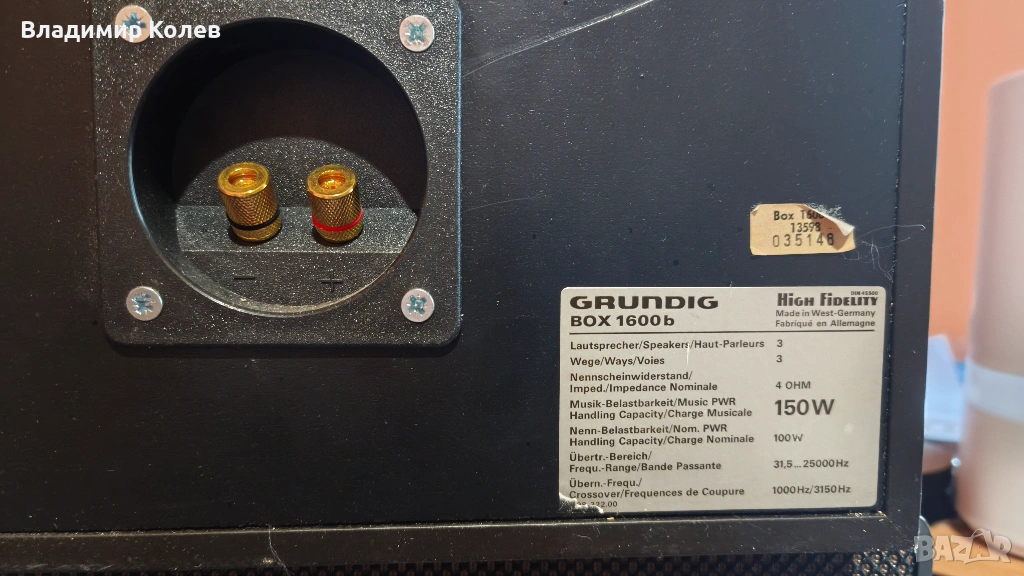 Владимир Колев
Box 160
13593
035148
GRUNDIG
BOX 1600b
HIGH FIDELITY
DIN 45500
Made in West-Germany
Fabriqué en Allemagne
Lautsprecher/Speakers/Haut-Parleurs 3
Wege/Ways/Voies 3
Nennscheinwiderstand/
Imped./Impedance Nominale 4 OHM
Musik-Belastbarkeit/Music PWR
Handling Capacity/Charge Musicale 150W
Nenn-Belastbarkeit/Nom. PWR
Handling Capacity/Charge Nominale 100W
Übertr.-Bereich/
Frequ.-Range/Bande Passante 31,5...25000Hz
Übern.-Frequ./
Crossover/Frequences de Coupure 1000Hz/3150Hz
− +
BAZAR